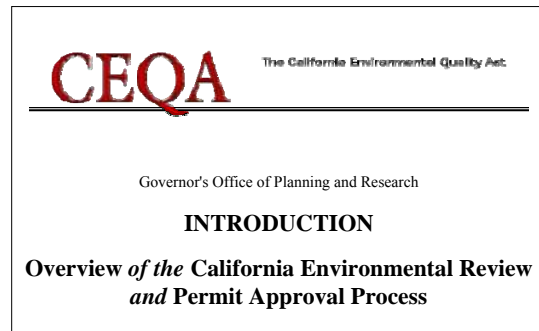 CEQA
The California Environmental Quality Act
Governor's Office of Planning and Research
INTRODUCTION
Overview of the California Environmental Review
and Permit Approval Process